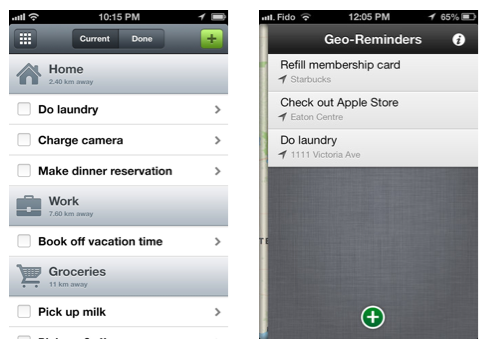 10:15 PM
Current Done
Home
2.40 km away
Do laundry
Charge camera
Make dinner reservation
Work
7.60 km away
Book off vacation time
Groceries
11 km away
Pick up milk
Fido 12:05 PM 65%
Geo-Reminders
Refill membership card
Starbucks
Check out Apple Store
Eaton Centre
Do laundry
1111 Victoria Ave